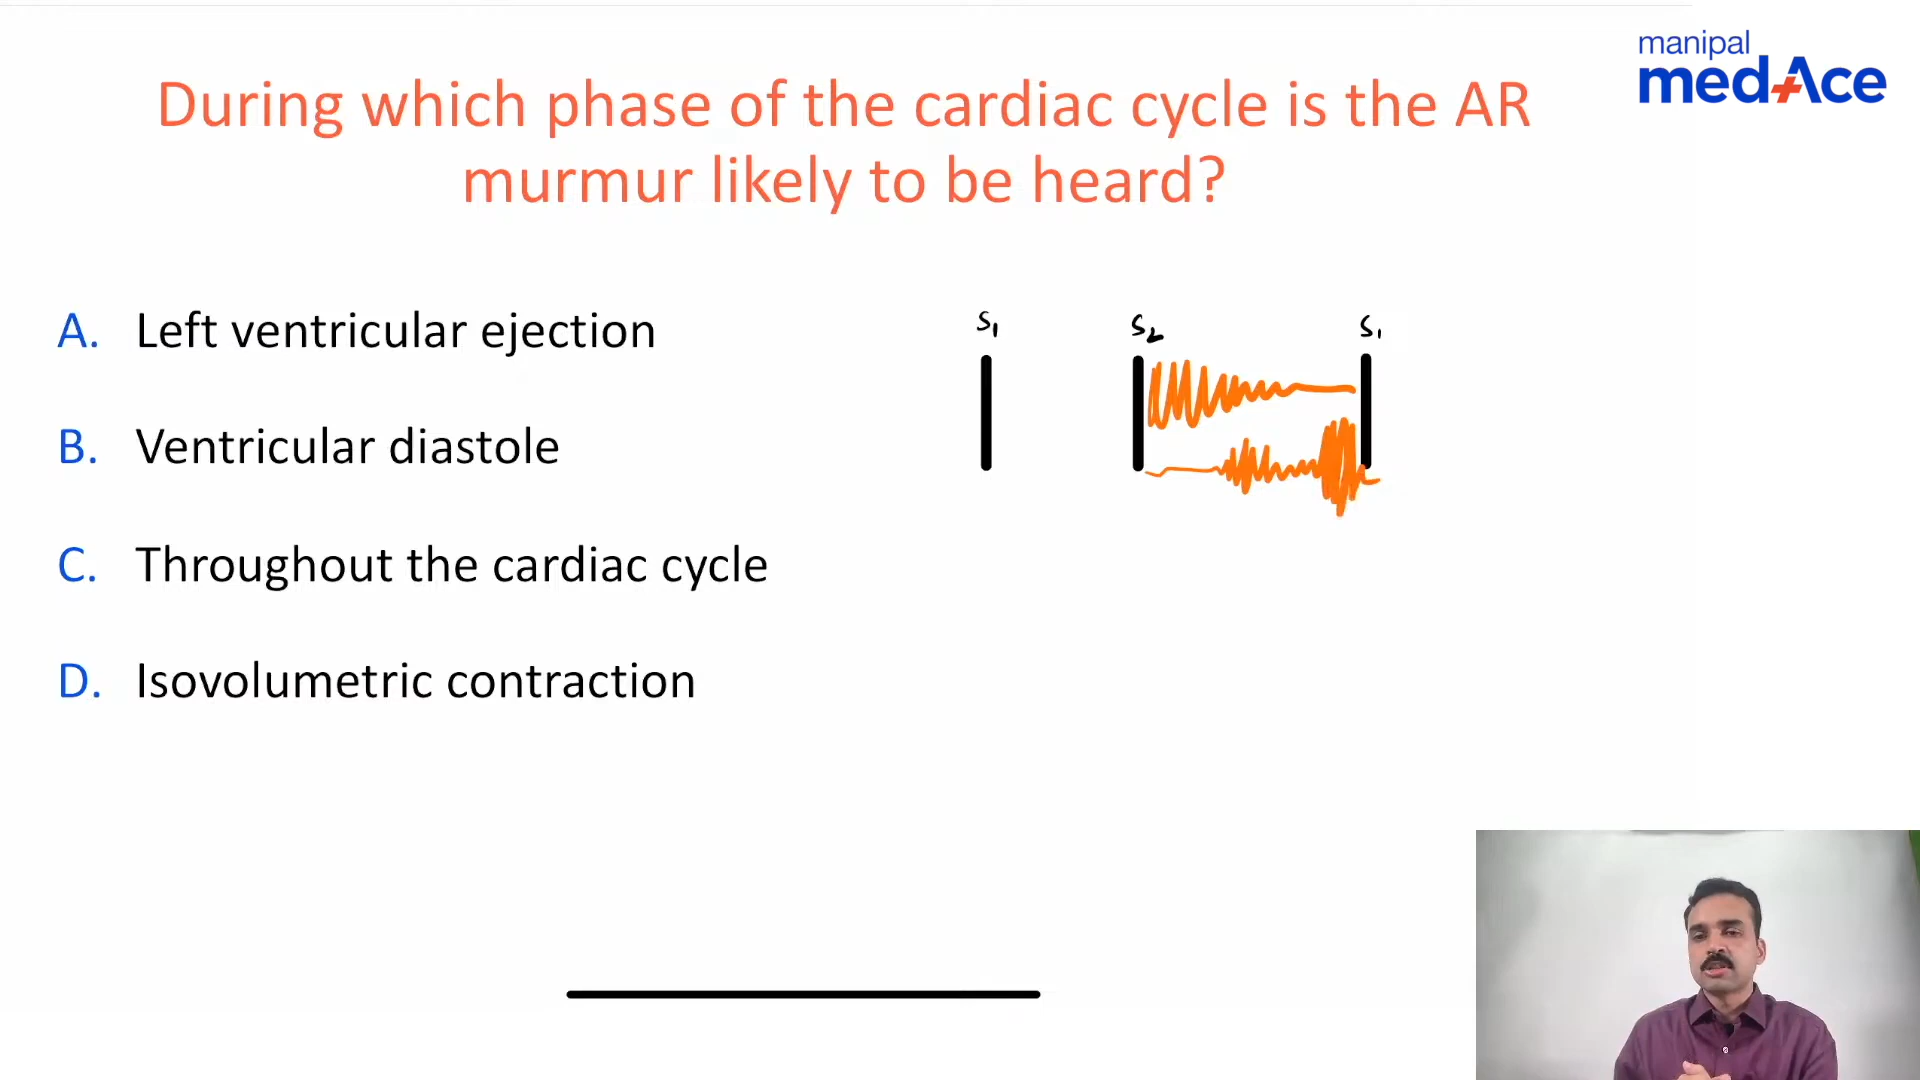 manipal
medAce
During which phase of the cardiac cycle is the AR
murmur likely to be heard?
A. Left ventricular ejection
B. Ventricular diastole
C. Throughout the cardiac cycle
D. Isovolumetric contraction
S1 S2 S1